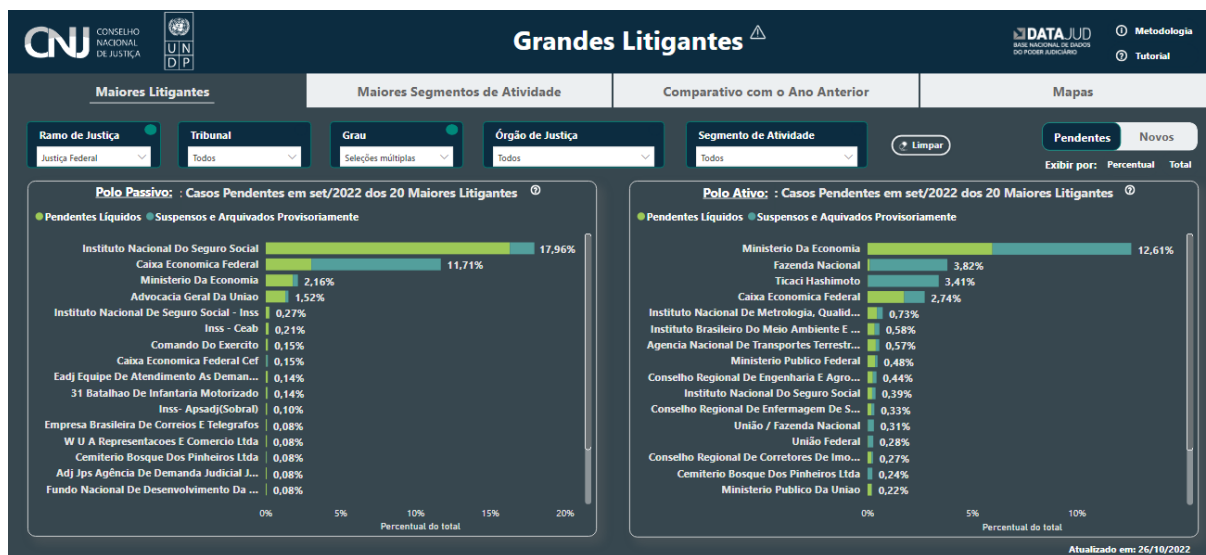 CNJ CONSELHO NACIONAL DE JUSTIÇA
UN DP
Grandes Litigantes
DATAJUD
BASE NACIONAL DE DADOS DO PODER JUDICIÁRIO
Metodologia
Tutorial
Maiores Litigantes
Maiores Segmentos de Atividade
Comparativo com o Ano Anterior
Mapas
Ramo de Justiça
Justiça Federal
Tribunal
Todos
Grau
Seleções múltiplas
Órgão de Justiça
Todos
Segmento de Atividade
Todos
Limpar
Pendentes Novos
Exibir por: Percentual Total
Polo Passivo: : Casos Pendentes em set/2022 dos 20 Maiores Litigantes
Pendentes Líquidos Suspensos e Arquivados Provisoriamente
Instituto Nacional Do Seguro Social 17,96%
Caixa Economica Federal 11,71%
Ministerio Da Economia 2,16%
Advocacia Geral Da Uniao 1,52%
Instituto Nacional De Seguro Social - Inss 0,27%
Inss - Ceab 0,21%
Comando Do Exercito 0,15%
Caixa Economica Federal Cef 0,15%
Eadj Equipe De Atendimento As Deman... 0,14%
31 Batalhao De Infantaria Motorizado 0,14%
Inss- Apsadj(Sobral) 0,10%
Empresa Brasileira De Correios E Telegrafos 0,08%
W U A Representacoes E Comercio Ltda 0,08%
Cemiterio Bosque Dos Pinheiros Ltda 0,08%
Adj Jps Agência De Demanda Judicial J... 0,08%
Fundo Nacional De Desenvolvimento Da ... 0,08%
0% 5% 10% 15% 20%
Percentual do total
Polo Ativo: : Casos Pendentes em set/2022 dos 20 Maiores Litigantes
Pendentes Líquidos Suspensos e Aquivados Provisoriamente
Ministerio Da Economia 12,61%
Fazenda Nacional 3,82%
Ticaci Hashimoto 3,41%
Caixa Economica Federal 2,74%
Instituto Nacional De Metrologia, Qualid... 0,73%
Instituto Brasileiro Do Meio Ambiente E ... 0,58%
Agencia Nacional De Transportes Terrestr... 0,57%
Ministerio Publico Federal 0,48%
Conselho Regional De Engenharia E Agro... 0,44%
Instituto Nacional Do Seguro Social 0,39%
Conselho Regional De Enfermagem De S... 0,33%
União / Fazenda Nacional 0,31%
União Federal 0,28%
Conselho Regional De Corretores De Imo... 0,27%
Cemiterio Bosque Dos Pinheiros Ltda 0,24%
Ministerio Publico Da Uniao 0,22%
0% 5% 10%
Percentual do total
Atualizado em: 26/10/2022